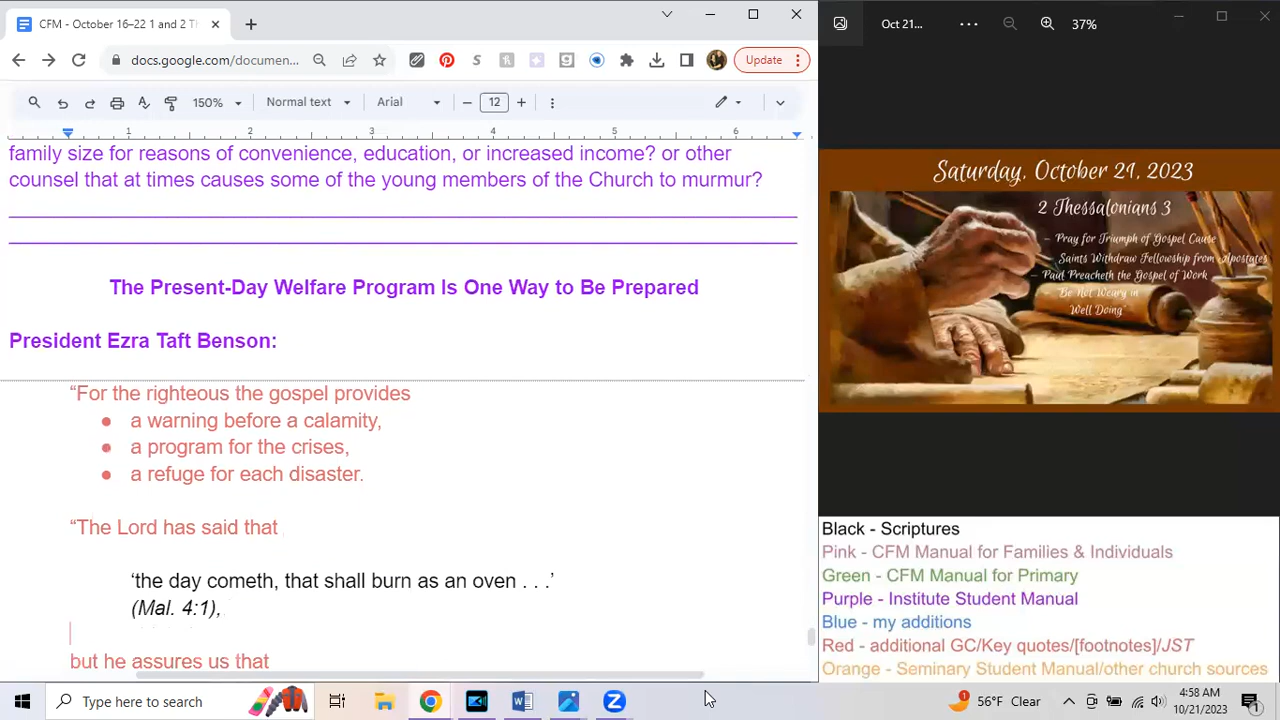 CFM - October 16–22 1 and 2 Th
docs.google.com/documen...
Update
150%
Normal text
Arial
12
1
2
3
4
5
6
family size for reasons of convenience, education, or increased income? or other
counsel that at times causes some of the young members of the Church to murmur?
The Present-Day Welfare Program Is One Way to Be Prepared
President Ezra Taft Benson:
“For the righteous the gospel provides
● a warning before a calamity,
● a program for the crises,
● a refuge for each disaster.
“The Lord has said that
‘the day cometh, that shall burn as an oven . . .’
(Mal. 4:1),
but he assures us that
Type here to search
Oct 21...
37%
Saturday, October 21, 2023
2 Thessalonians 3
– Pray for Triumph of Gospel Cause
– Saints Withdraw Fellowship from Apostates
– Paul Preacheth the Gospel of Work
– "Be Not Weary in
Well Doing"
Black - Scriptures
Pink - CFM Manual for Families & Individuals
Green - CFM Manual for Primary
Purple - Institute Student Manual
Blue - my additions
Red - additional GC/Key quotes/[footnotes]/JST
Orange - Seminary Student Manual/other church sources
1
56°F Clear
4:58 AM
10/21/2023
1